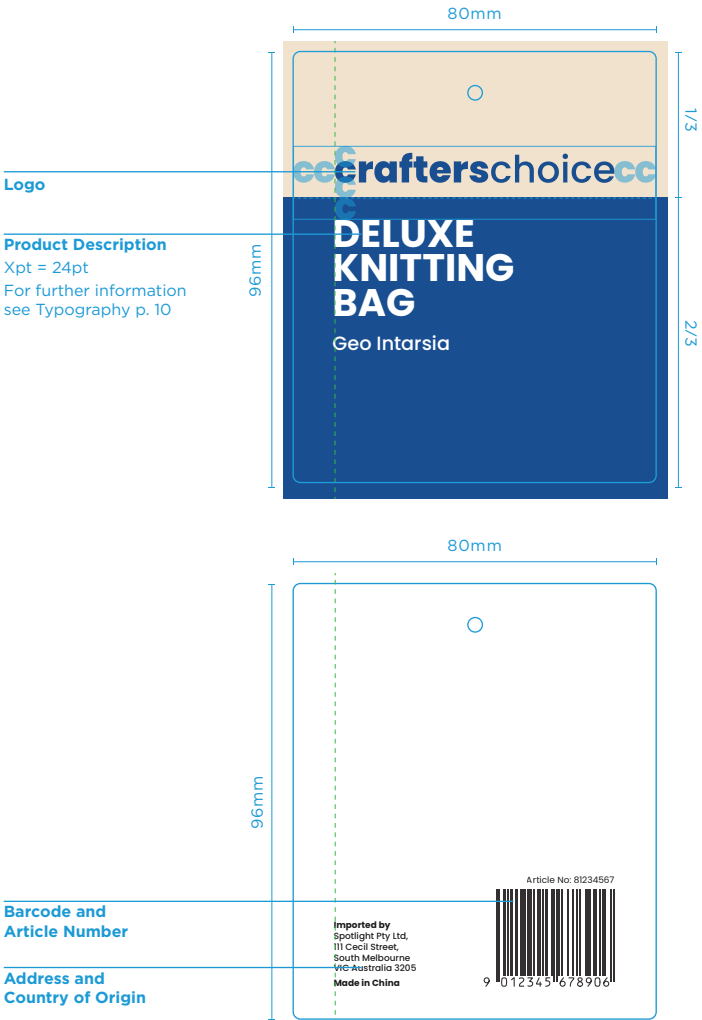 80mm
1/3
cccrafterschoicecc
c
c
c
Logo
Product Description
Xpt = 24pt
For further information
see Typography p. 10
96mm
DELUXE
KNITTING
BAG
Geo Intarsia
2/3
80mm
96mm
Article No: 81234567
Barcode and
Article Number
Imported by
Spotlight Pty Ltd,
111 Cecil Street,
South Melbourne
VIC Australia 3205
Made in China
9 012345 678906
Address and
Country of Origin